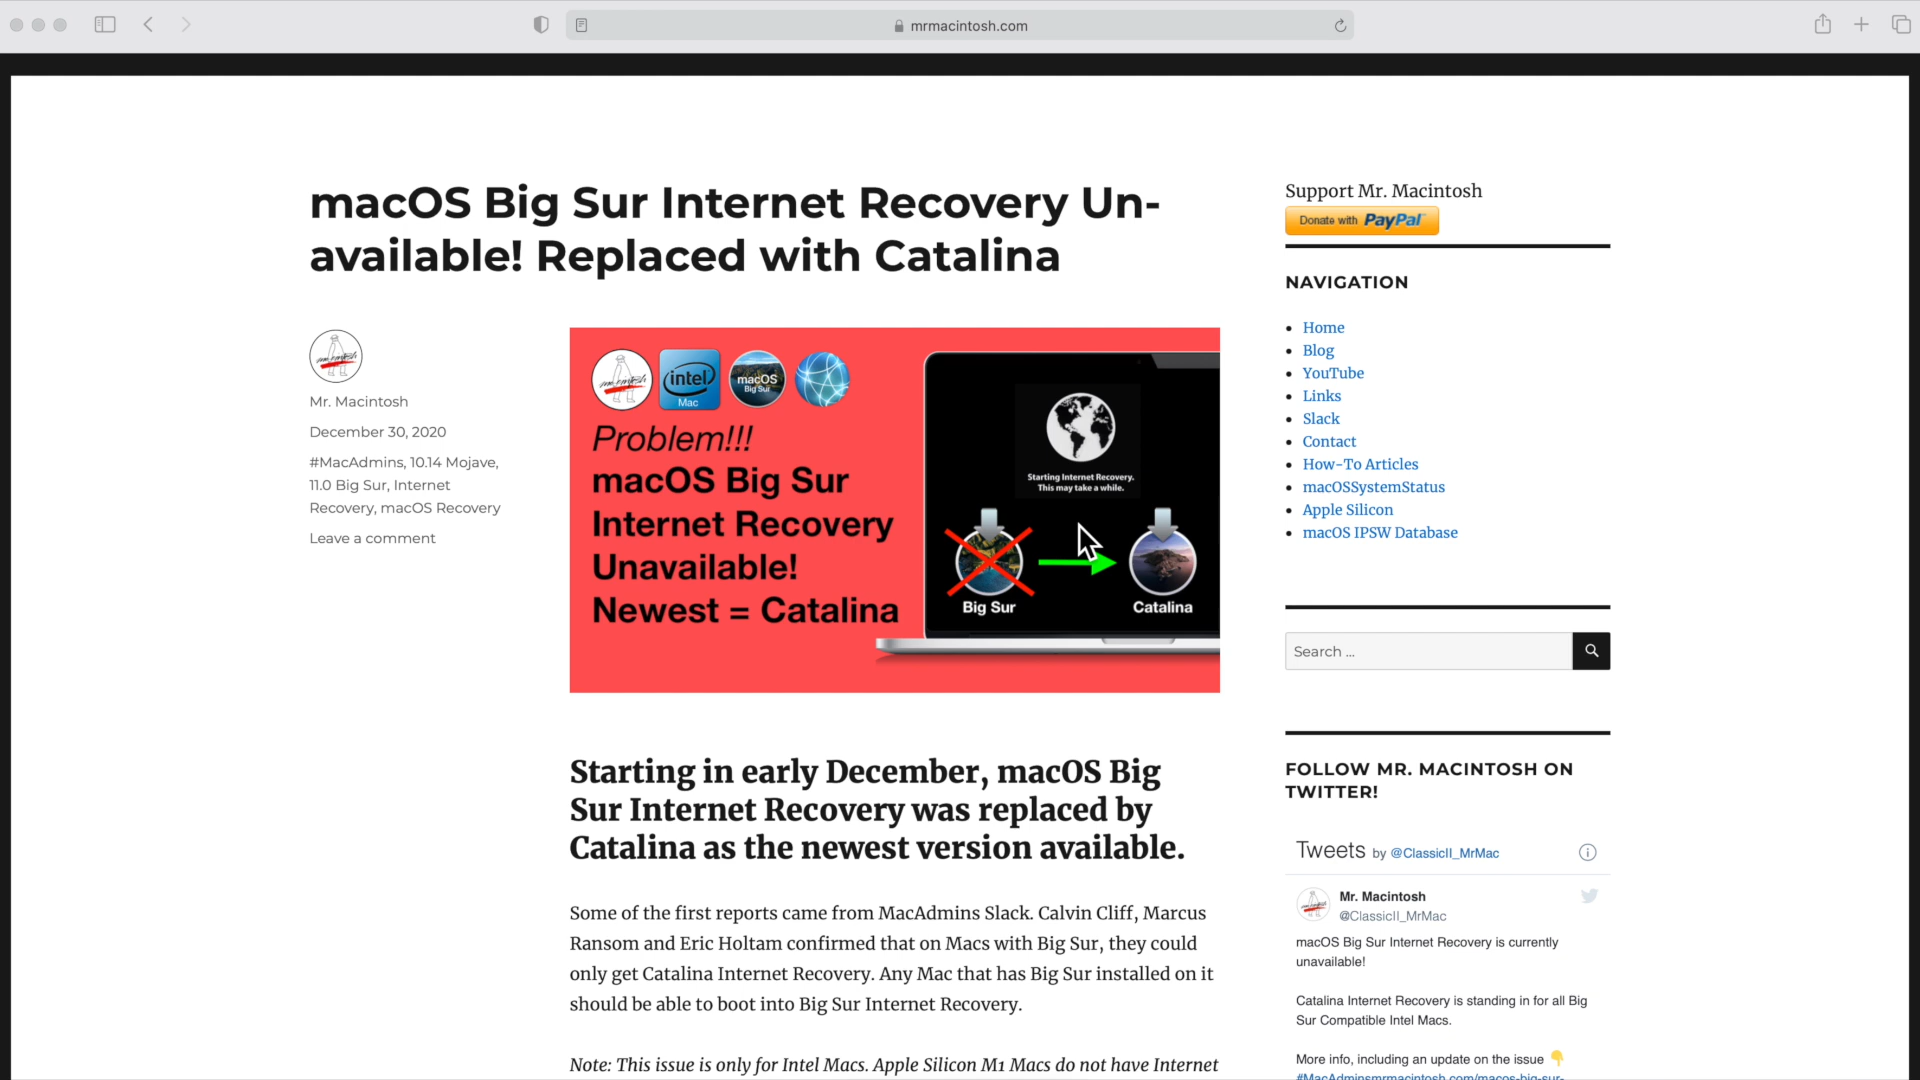 mrmacintosh.com
macOS Big Sur Internet Recovery Un-
available! Replaced with Catalina
Mr. Macintosh
December 30, 2020
#MacAdmins, 10.14 Mojave,
11.0 Big Sur, Internet
Recovery, macOS Recovery
Leave a comment
intel
Mac
macOS
Big Sur
Problem!!!
macOS Big Sur
Internet Recovery
Unavailable!
Newest = Catalina
Starting Internet Recovery.
This may take a while.
Big Sur
Catalina
Starting in early December, macOS Big
Sur Internet Recovery was replaced by
Catalina as the newest version available.
Some of the first reports came from MacAdmins Slack. Calvin Cliff, Marcus
Ransom and Eric Holtam confirmed that on Macs with Big Sur, they could
only get Catalina Internet Recovery. Any Mac that has Big Sur installed on it
should be able to boot into Big Sur Internet Recovery.
Note: This issue is only for Intel Macs. Apple Silicon M1 Macs do not have Internet
Support Mr. Macintosh
Donate with PayPal
NAVIGATION
Home
Blog
YouTube
Links
Slack
Contact
How-To Articles
macOSSystemStatus
Apple Silicon
macOS IPSW Database
Search ...
FOLLOW MR. MACINTOSH ON
TWITTER!
Tweets by @ClassicII_MrMac
Mr. Macintosh
@ClassicII_MrMac
macOS Big Sur Internet Recovery is currently
unavailable!
Catalina Internet Recovery is standing in for all Big
Sur Compatible Intel Macs.
More info, including an update on the issue 👇
#MacAdminsmrmacintosh.com/macos-big-sur-